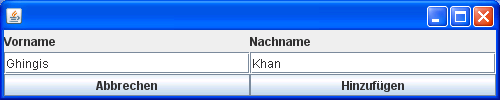 Vorname Nachname
Ghingis Khan
Abbrechen Hinzufügen